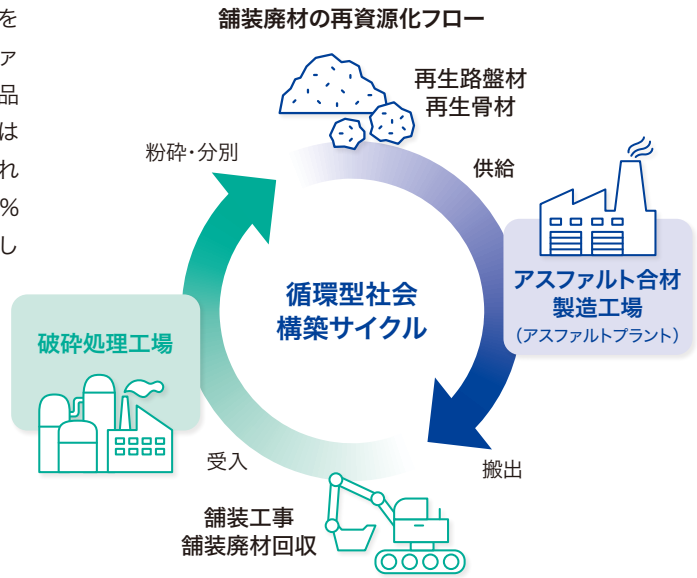 を
ァ
品
は
れ
%
し
舗装廃材の再資源化フロー
再生路盤材
再生骨材
粉砕・分別
供給
アスファルト合材
製造工場
（アスファルトプラント）
循環型社会
構築サイクル
破砕処理工場
受入
搬出
舗装工事
舗装廃材回収